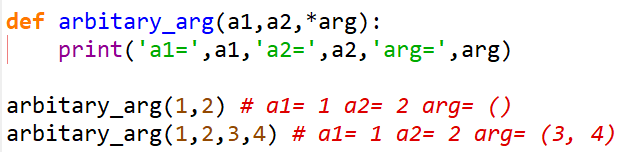 def arbitary_arg(a1,a2,*arg):
    print('a1=',a1,'a2=',a2,'arg=',arg)
arbitary_arg(1,2) # a1= 1 a2= 2 arg= ()
arbitary_arg(1,2,3,4) # a1= 1 a2= 2 arg= (3, 4)